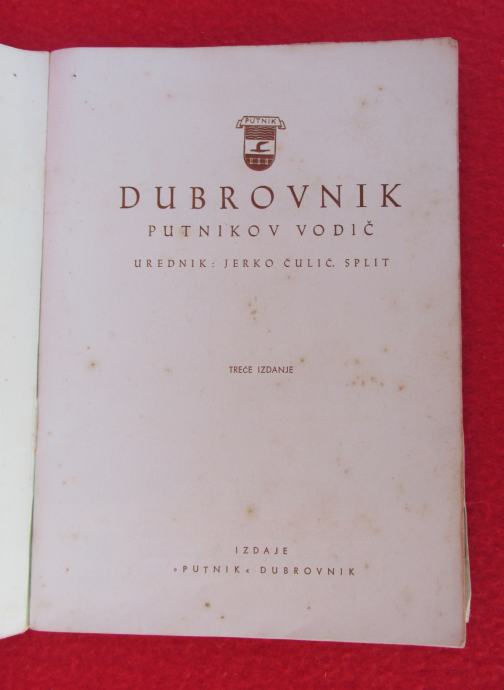 PUTNIK
DUBROVNIK
PUTNIKOV VODIČ
UREDNIK: JERKO ČULIĆ, SPLIT
TREĆE IZDANJE
IZDAJE
»PUTNIK« DUBROVNIK